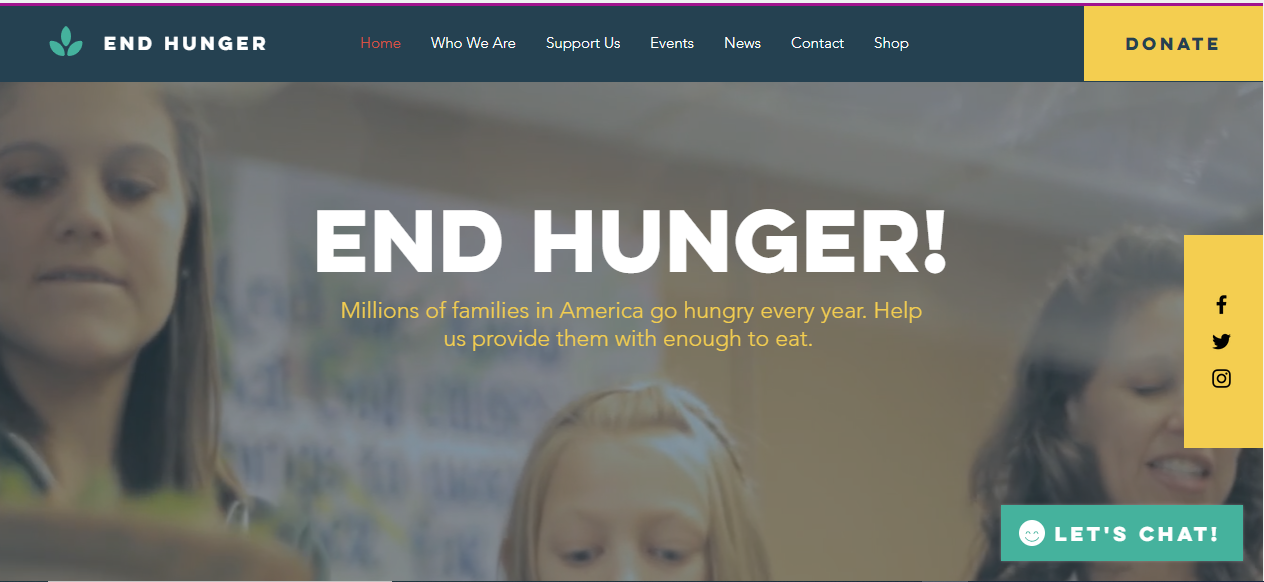 END HUNGER
Home Who We Are Support Us Events News Contact Shop
DONATE
END HUNGER!
Millions of families in America go hungry every year. Help
us provide them with enough to eat.
LET'S CHAT!